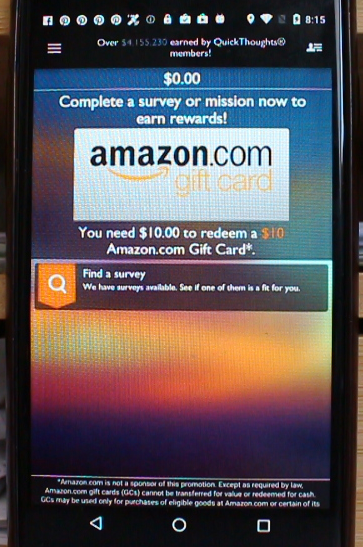 8:15
Over $4,155,230 earned by QuickThoughts®
members!
$0.00
Complete a survey or mission now to
earn rewards!
amazon.com
gift card
You need $10.00 to redeem a $10
Amazon.com Gift Card*.
Find a survey
We have surveys available. See if one of them is a fit for you.
*Amazon.com is not a sponsor of this promotion. Except as required by law,
Amazon.com gift cards (GCs) cannot be transferred for value or redeemed for cash.
GCs may be used only for purchases of eligible goods at Amazon.com or certain of its